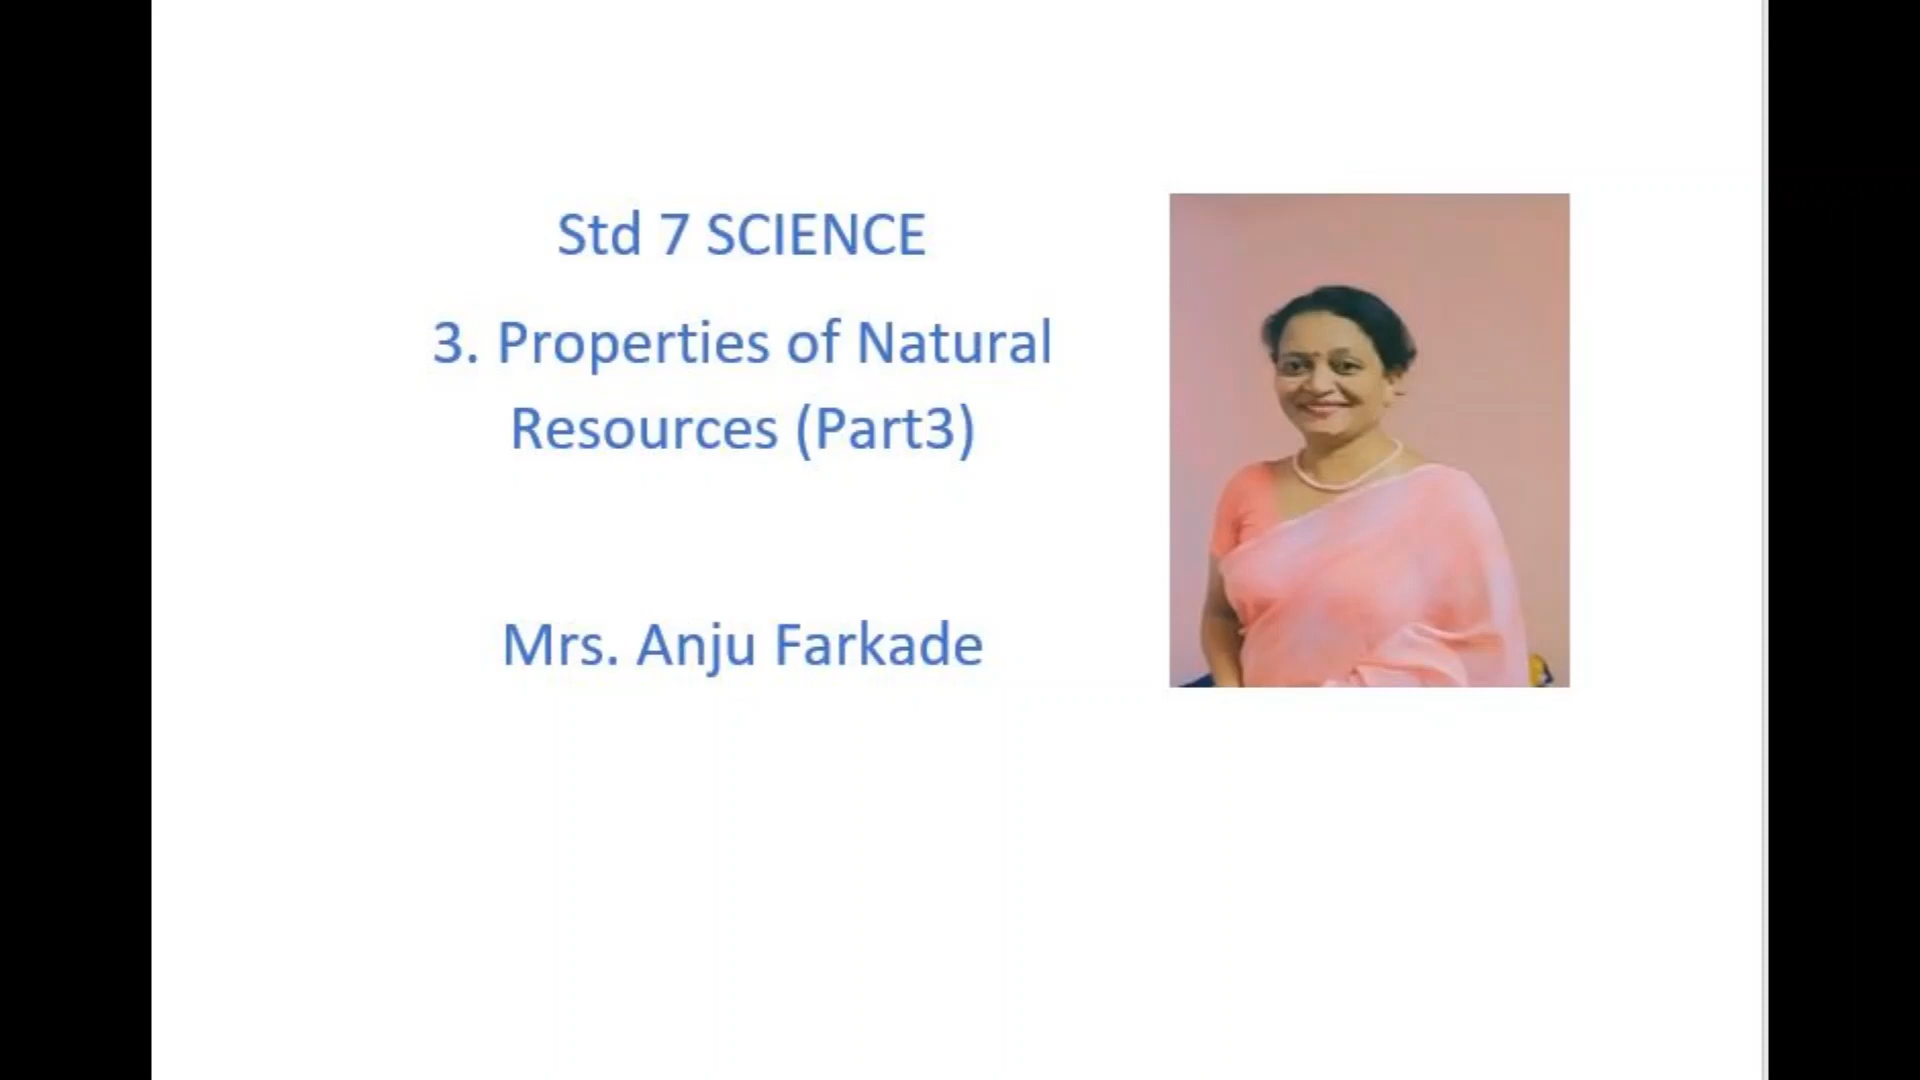 Std 7 SCIENCE
3. Properties of Natural
Resources (Part3)
Mrs. Anju Farkade